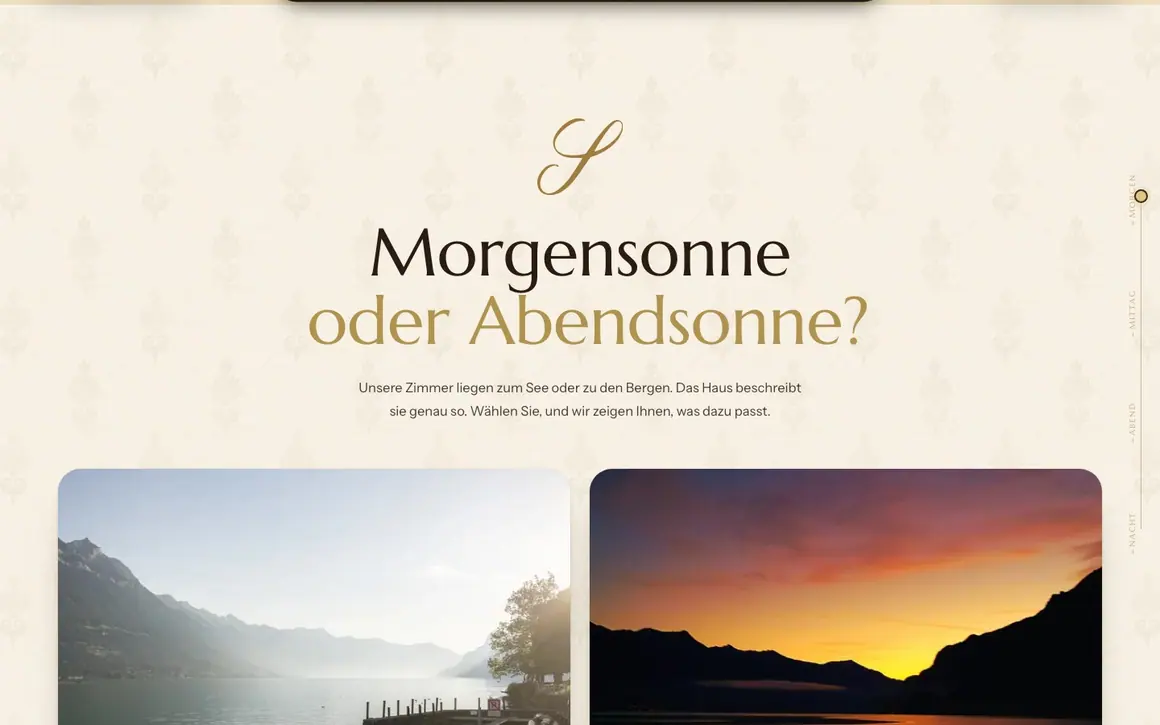 S
Morgensonne
oder Abendsonne?
Unsere Zimmer liegen zum See oder zu den Bergen. Das Haus beschreibt
sie genau so. Wählen Sie, und wir zeigen Ihnen, was dazu passt.
MORGEN
MITTAG
ABEND
NACHT